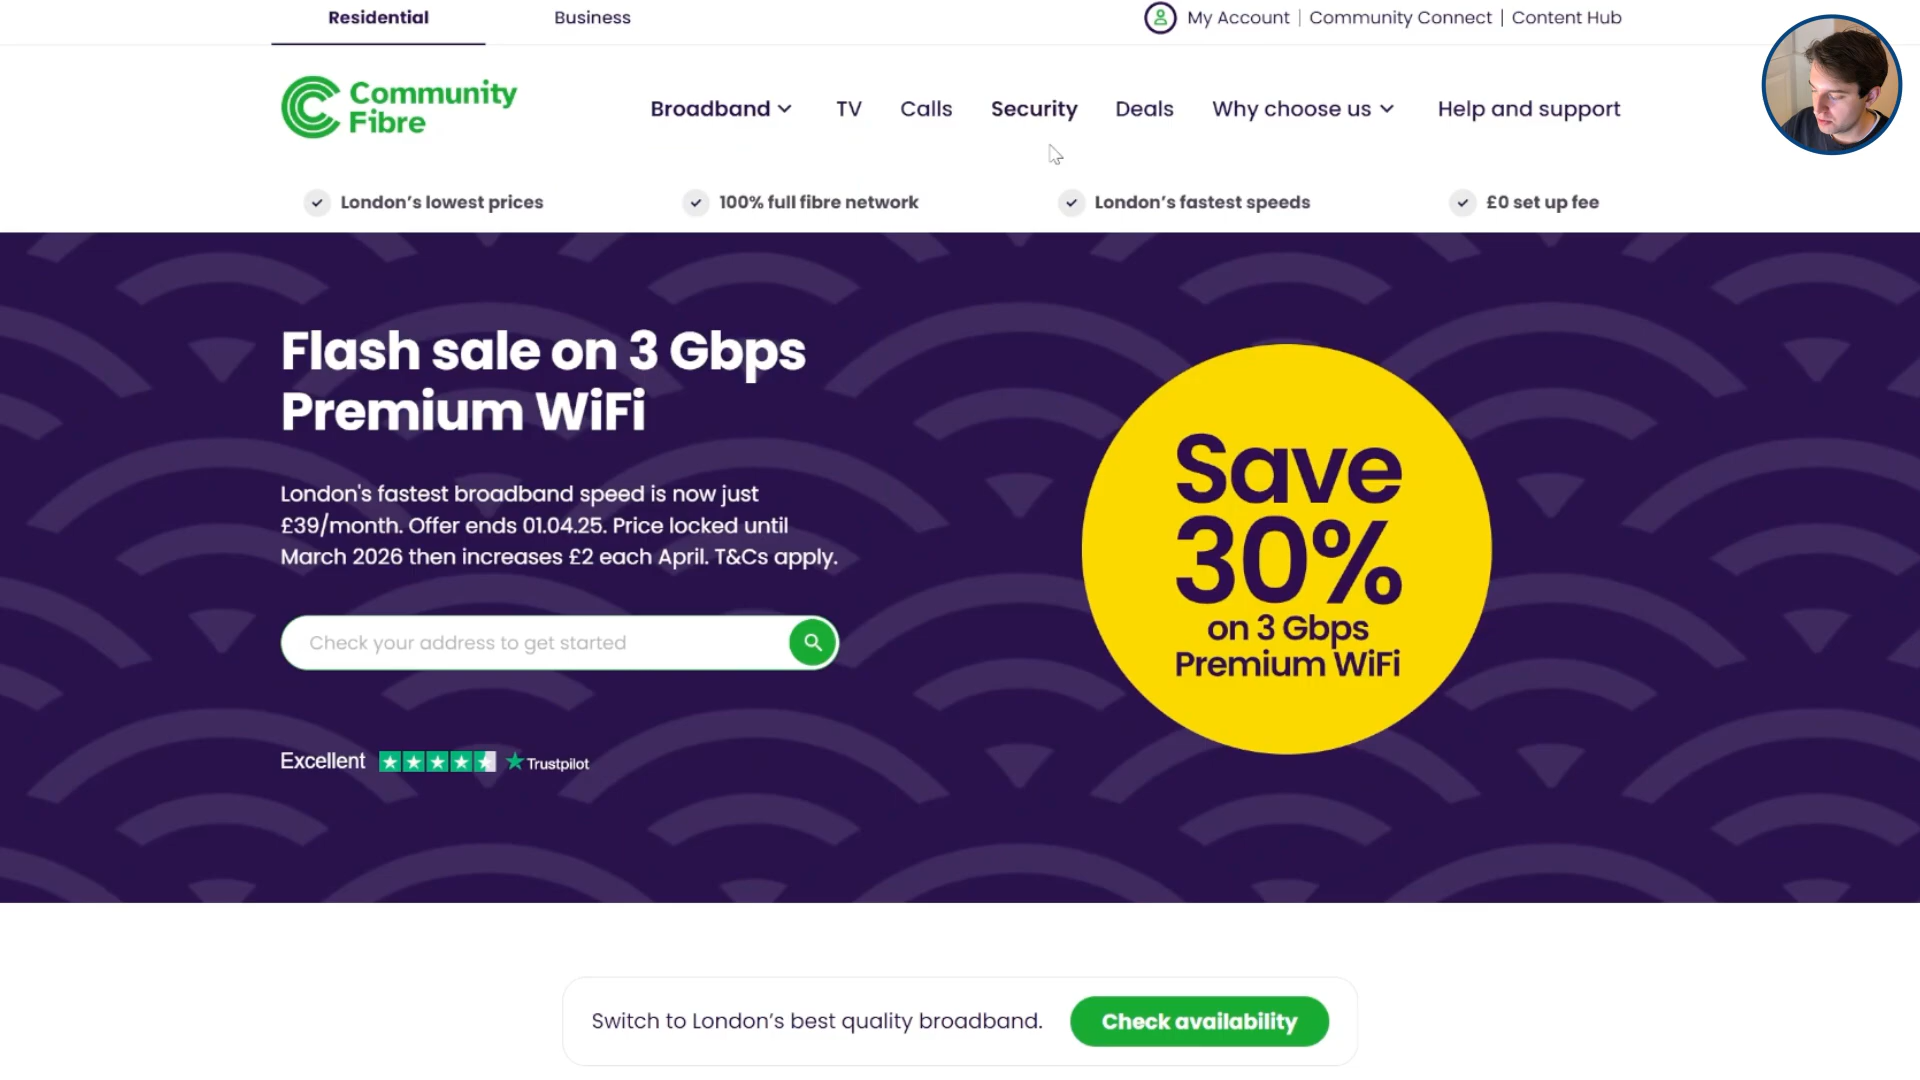 Residential
Business
My Account | Community Connect | Content Hub
Community
Fibre
Broadband
TV
Calls
Security
Deals
Why choose us
Help and support
London’s lowest prices
100% full fibre network
London’s fastest speeds
£0 set up fee
Flash sale on 3 Gbps
Premium WiFi
London's fastest broadband speed is now just
£39/month. Offer ends 01.04.25. Price locked until
March 2026 then increases £2 each April. T&Cs apply.
Check your address to get started
Excellent
Trustpilot
Save
30%
on 3 Gbps
Premium WiFi
Switch to London’s best quality broadband.
Check availability